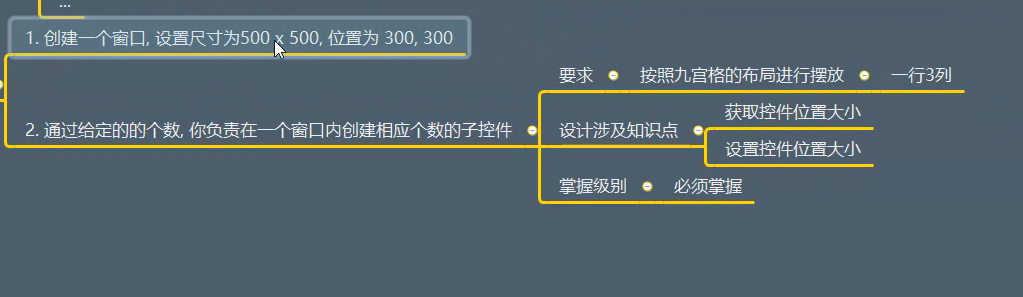 ...
1. 创建一个窗口, 设置尺寸为500 x 500, 位置为 300, 300
2. 通过给定的的个数, 你负责在一个窗口内创建相应个数的子控件
要求
按照九宫格的布局进行摆放
一行3列
设计涉及知识点
获取控件位置大小
设置控件位置大小
掌握级别
必须掌握